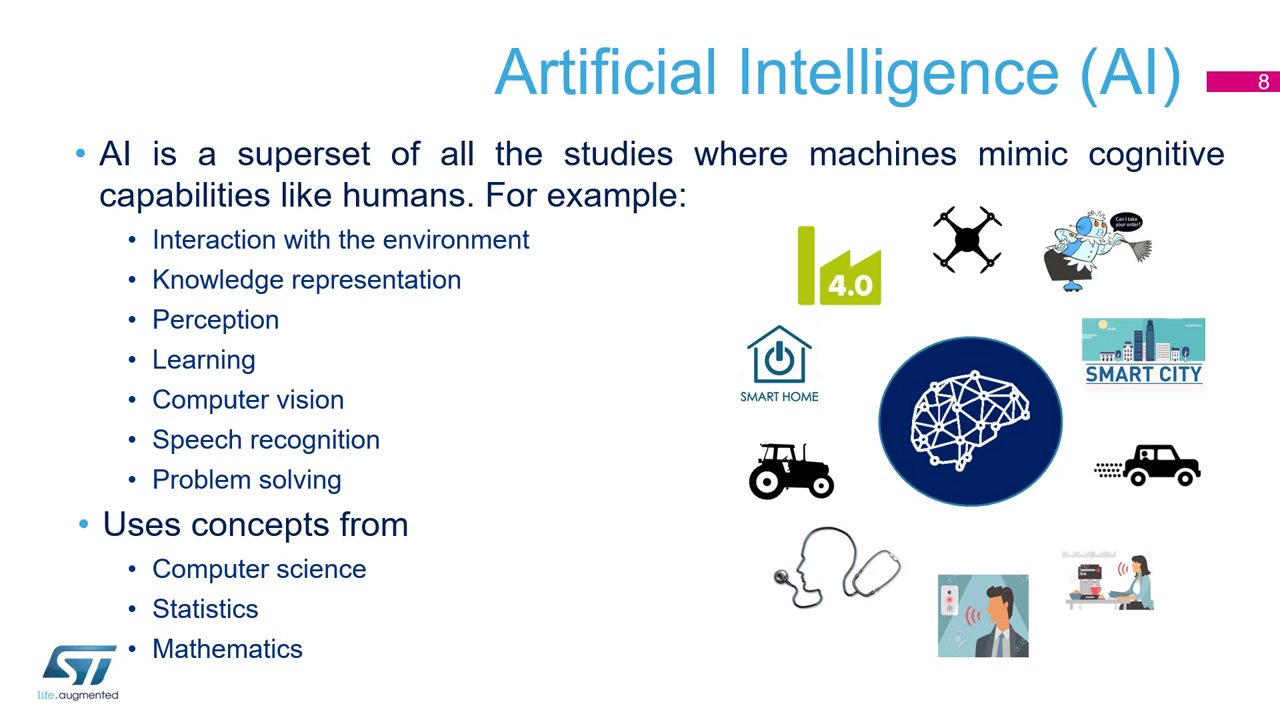 Artificial Intelligence (AI)
8
• AI is a superset of all the studies where machines mimic cognitive
capabilities like humans. For example:
• Interaction with the environment
• Knowledge representation
• Perception
• Learning
• Computer vision
• Speech recognition
• Problem solving
• Uses concepts from
• Computer science
• Statistics
• Mathematics
4.0
Can I take
your order?
SMART HOME
SMART CITY
ST
life.augmented